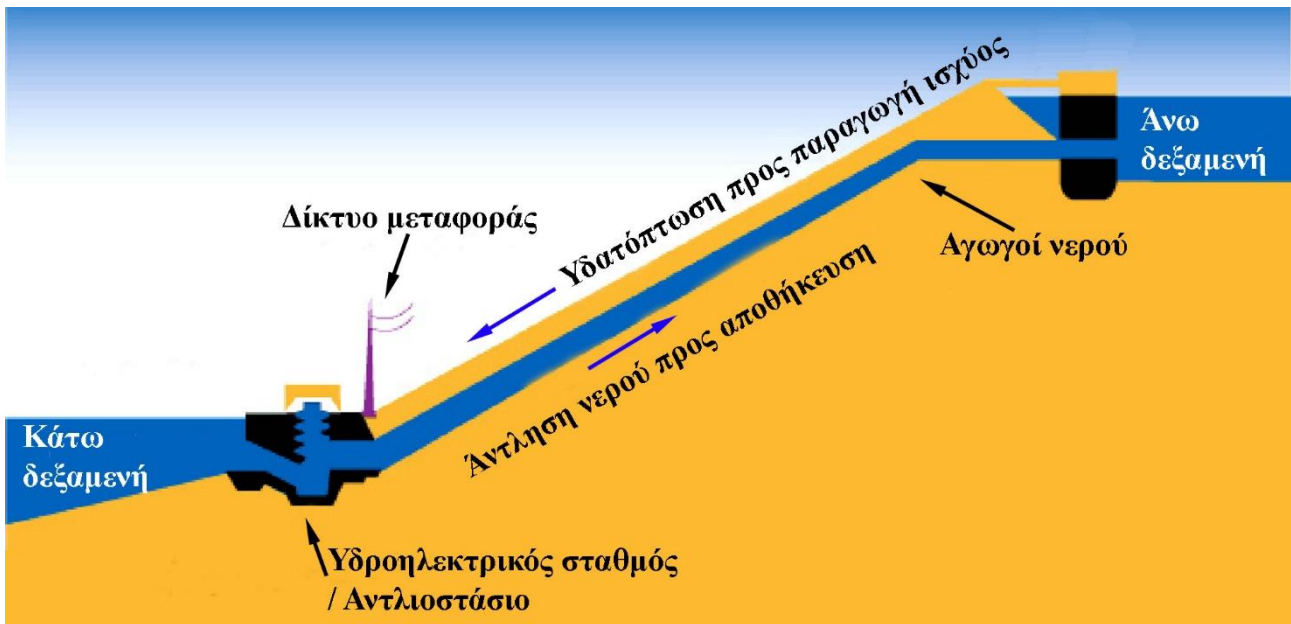 Υδατόπτωση προς παραγωγή ισχύος
Άνω
δεξαμενή
Δίκτυο μεταφοράς
Αγωγοί νερού
Άντληση νερού προς αποθήκευση
Κάτω
δεξαμενή
Υδροηλεκτρικός σταθμός
/ Αντλιοστάσιο